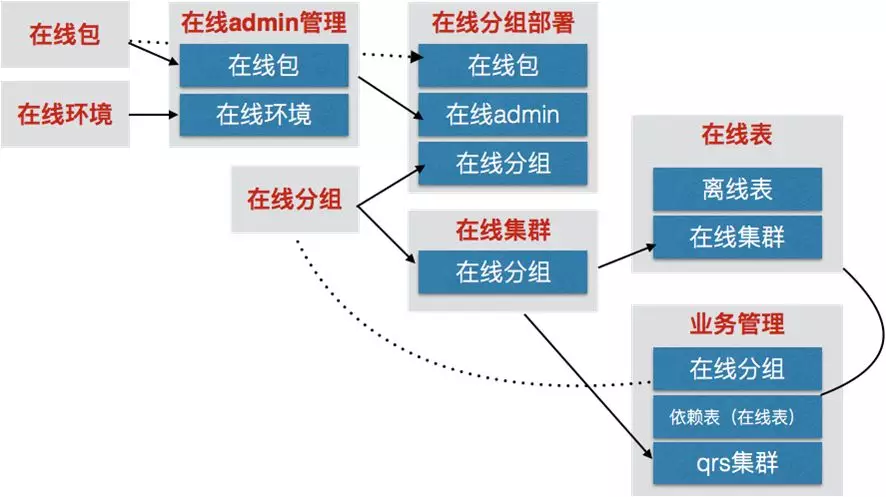 在线包
在线环境
在线admin管理
在线包
在线环境
在线分组部署
在线包
在线admin
在线分组
在线分组
在线集群
在线分组
在线表
离线表
在线集群
业务管理
在线分组
依赖表（在线表）
qrs集群